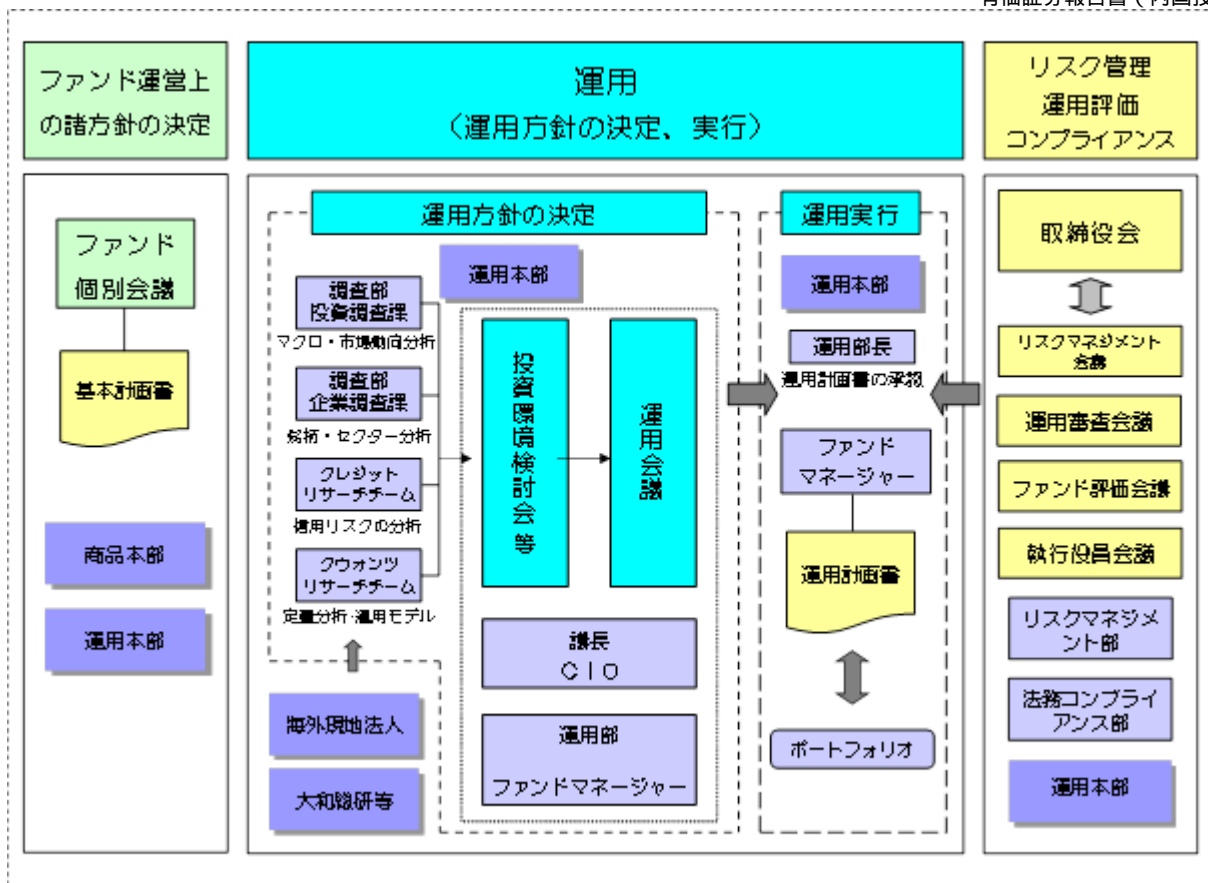 ファンド運営上
の諸方針の決定
運用
(運用方針の決定、実行)
リスク管理
運用評価
コンプライアンス
ファンド
個別会議
基本計画書
商品本部
運用本部
運用方針の決定
運用本部
調査部
投資調査課
マクロ・市場動向分析
調査部
企業調査課
銘柄・セクター分析
クレジット
リサーチチーム
信用リスクの分析
クウォンツ
リサーチチーム
定量分析・運用モデル
海外現地法人
大和総研等
投資環境検討会等
運用会議
議長
CIO
運用部
ファンドマネージャー
運用実行
運用本部
運用部長
運用計画書の承認
ファンド
マネージャー
運用計画書
ポートフォリオ
取締役会
リスクマネジメント
会議
運用審査会議
ファンド評価会議
執行役員会議
リスクマネジメ
ント部
法務コンプライ
アンス部
運用本部